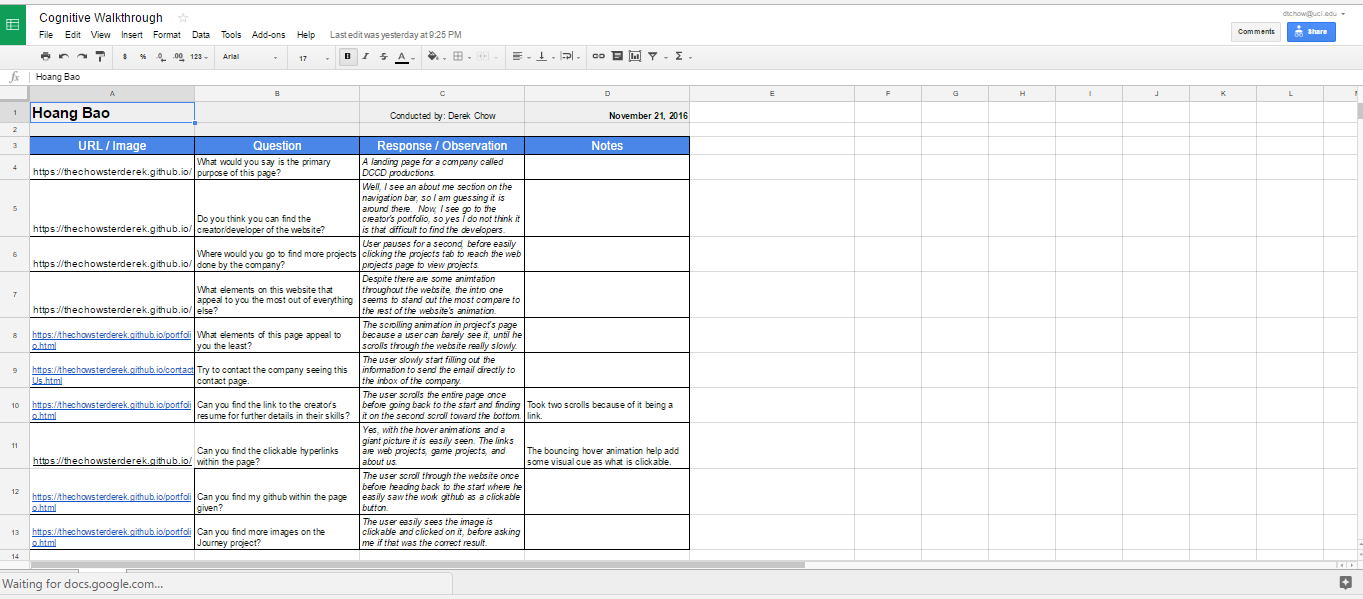 Cognitive Walkthrough
dtchow@uci.edu
File Edit View Insert Format Data Tools Add-ons Help Last edit was yesterday at 9:25 PM
Comments Share
$ % .0 .00 123 Arial 17 B I S A Σ
fx Hoang Bao
A B C D E F G H I J K L
1 Hoang Bao Conducted by: Derek Chow November 21, 2016
2
3 URL / Image Question Response / Observation Notes
4
https://thechowsterderek.github.io/
What would you say is the primary
purpose of this page?
A landing page for a company called
DCCD productions.
5
https://thechowsterderek.github.io/
Do you think you can find the
creator/developer of the website?
Well, I see an about me section on the
navigation bar, so I am guessing it is
around there. Now, I see go to the
creator's portfolio, so yes I do not think it
is that difficult to find the developers.
6
https://thechowsterderek.github.io/
Where would you go to find more projects
done by the company?
User pauses for a second, before easily
clicking the projects tab to reach the web
projects page to view projects.
7
https://thechowsterderek.github.io/
What elements on this website that
appeal to you the most out of everything
else?
Despite there are some animtation
throughout the website, the intro one
seems to stand out the most compare to
the rest of the website's animation.
8
https://thechowsterderek.github.io/portfoli
o.html
What elements of this page appeal to
you the least?
The scrolling animation in project's page
because a user can barely see it, until he
scrolls through the website really slowly.
9
https://thechowsterderek.github.io/contact
Us.html
Try to contact the company seeing this
contact page.
The user slowly start filling out the
information to send the email directly to
the inbox of the company.
10
https://thechowsterderek.github.io/portfoli
o.html
Can you find the link to the creator's
resume for further details in their skills?
The user scrolls the entire page once
before going back to the start and finding
it on the second scroll toward the bottom.
Took two scrolls because of it being a
link.
11
https://thechowsterderek.github.io/
Can you find the clickable hyperlinks
within the page?
Yes, with the hover animations and a
giant picture it is easily seen. The links
are web projects, game projects, and
about us.
The bouncing hover animation help add
some visual cue as what is clickable.
12
https://thechowsterderek.github.io/portfoli
o.html
Can you find my github within the page
given?
The user scroll through the website once
before heading back to the start where he
easily saw the work github as a clickable
button.
13
https://thechowsterderek.github.io/portfoli
o.html
Can you find more images on the
Journey project?
The user easily sees the image is
clickable and clicked on it, before asking
me if that was the correct result.
14
Waiting for docs.google.com...